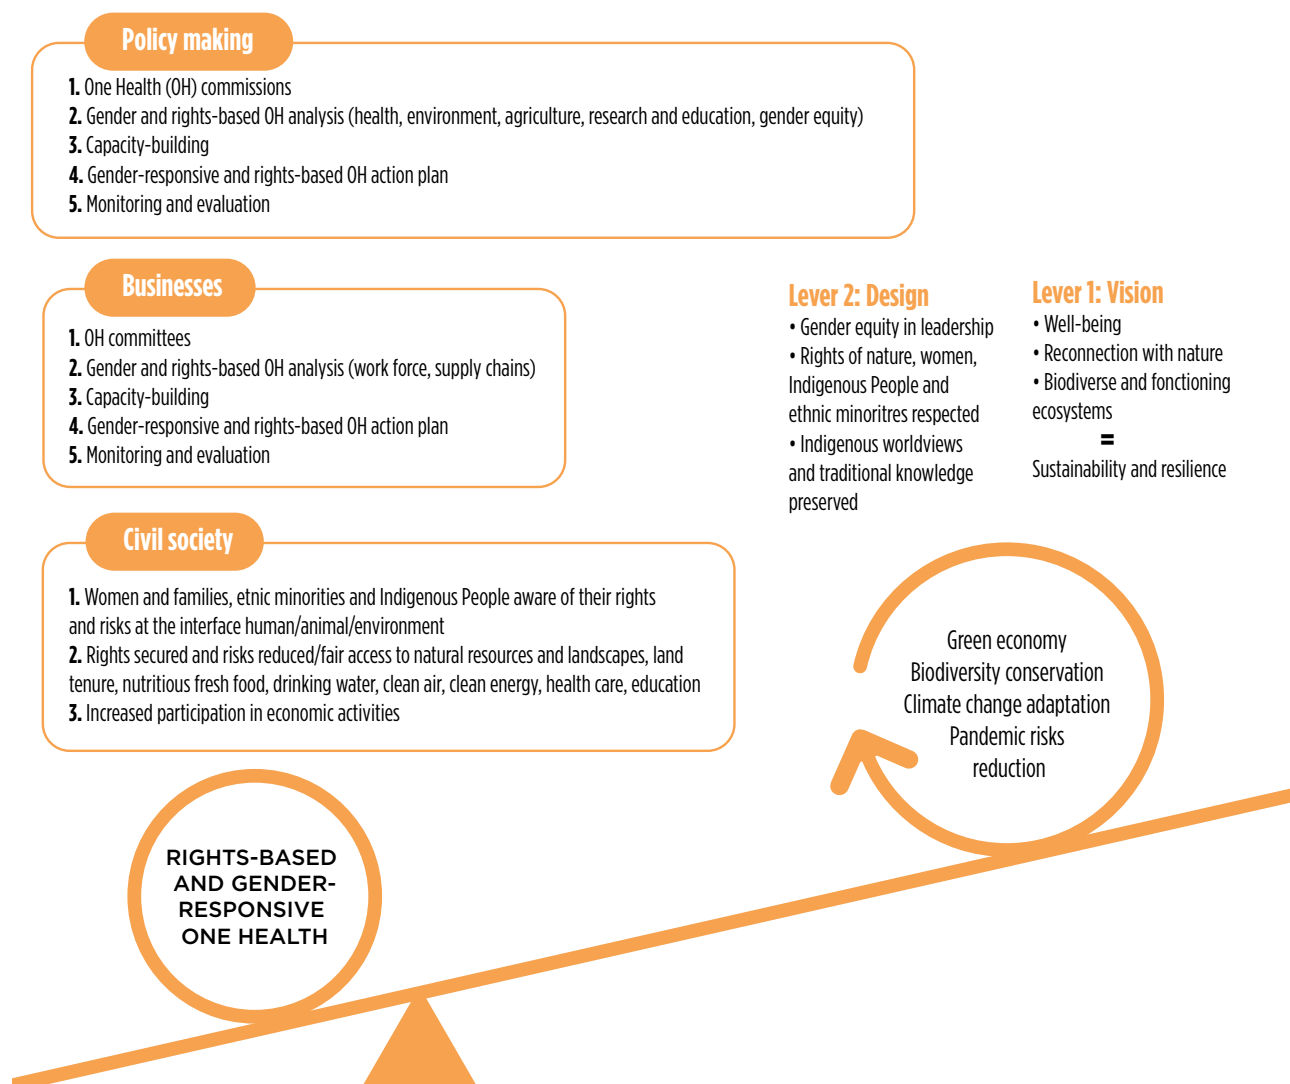 Policy making
1. One Health (OH) commissions
2. Gender and rights-based OH analysis (health, environment, agriculture, research and education, gender equity)
3. Capacity-building
4. Gender-responsive and rights-based OH action plan
5. Monitoring and evaluation
Businesses
1. OH committees
2. Gender and rights-based OH analysis (work force, supply chains)
3. Capacity-building
4. Gender-responsive and rights-based OH action plan
5. Monitoring and evaluation
Civil society
1. Women and families, etnic minorities and Indigenous People aware of their rights
and risks at the interface human/animal/environment
2. Rights secured and risks reduced/fair access to natural resources and landscapes, land
tenure, nutritious fresh food, drinking water, clean air, clean energy, health care, education
3. Increased participation in economic activities
Lever 2: Design
• Gender equity in leadership
• Rights of nature, women,
Indigenous People and
ethnic minoritres respected
• Indigenous worldviews
and traditional knowledge
preserved
Lever 1: Vision
• Well-being
• Reconnection with nature
• Biodiverse and fonctioning
ecosystems
=
Sustainability and resilience
Green economy
Biodiversity conservation
Climate change adaptation
Pandemic risks
reduction
RIGHTS-BASED
AND GENDER-
RESPONSIVE
ONE HEALTH